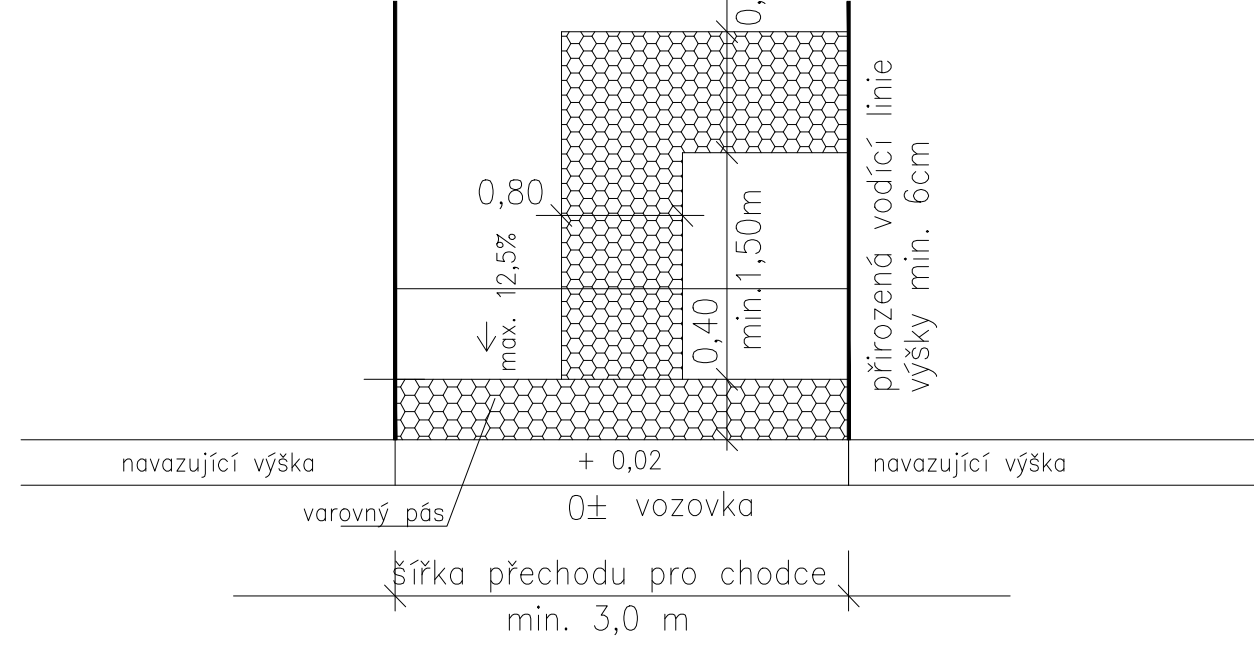 0,
přirozená vodící linie
výšky min. 6cm
0,80
max. 12,5%
0,40
min.1,50m
navazující výška
+ 0,02
navazující výška
varovný pás
0± vozovka
šířka přechodu pro chodce
min. 3,0 m